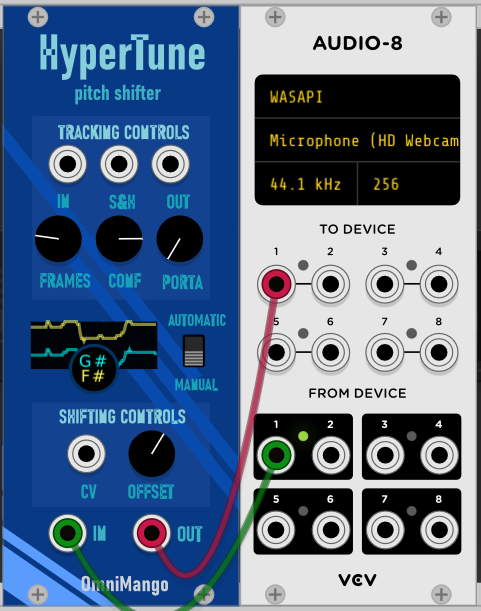 HyperTune
pitch shifter
TRACKING CONTROLS
IN S&H OUT
FRAMES CONF PORTA
AUTOMATIC
G#
F#
MANUAL
SHIFTING CONTROLS
CV OFFSET
IN OUT
OmniMango
AUDIO-8
WASAPI
Microphone (HD Webcam
44.1 kHz 256
TO DEVICE
1 2 3 4
5 6 7 8
FROM DEVICE
1 2 3 4
5 6 7 8
VCV